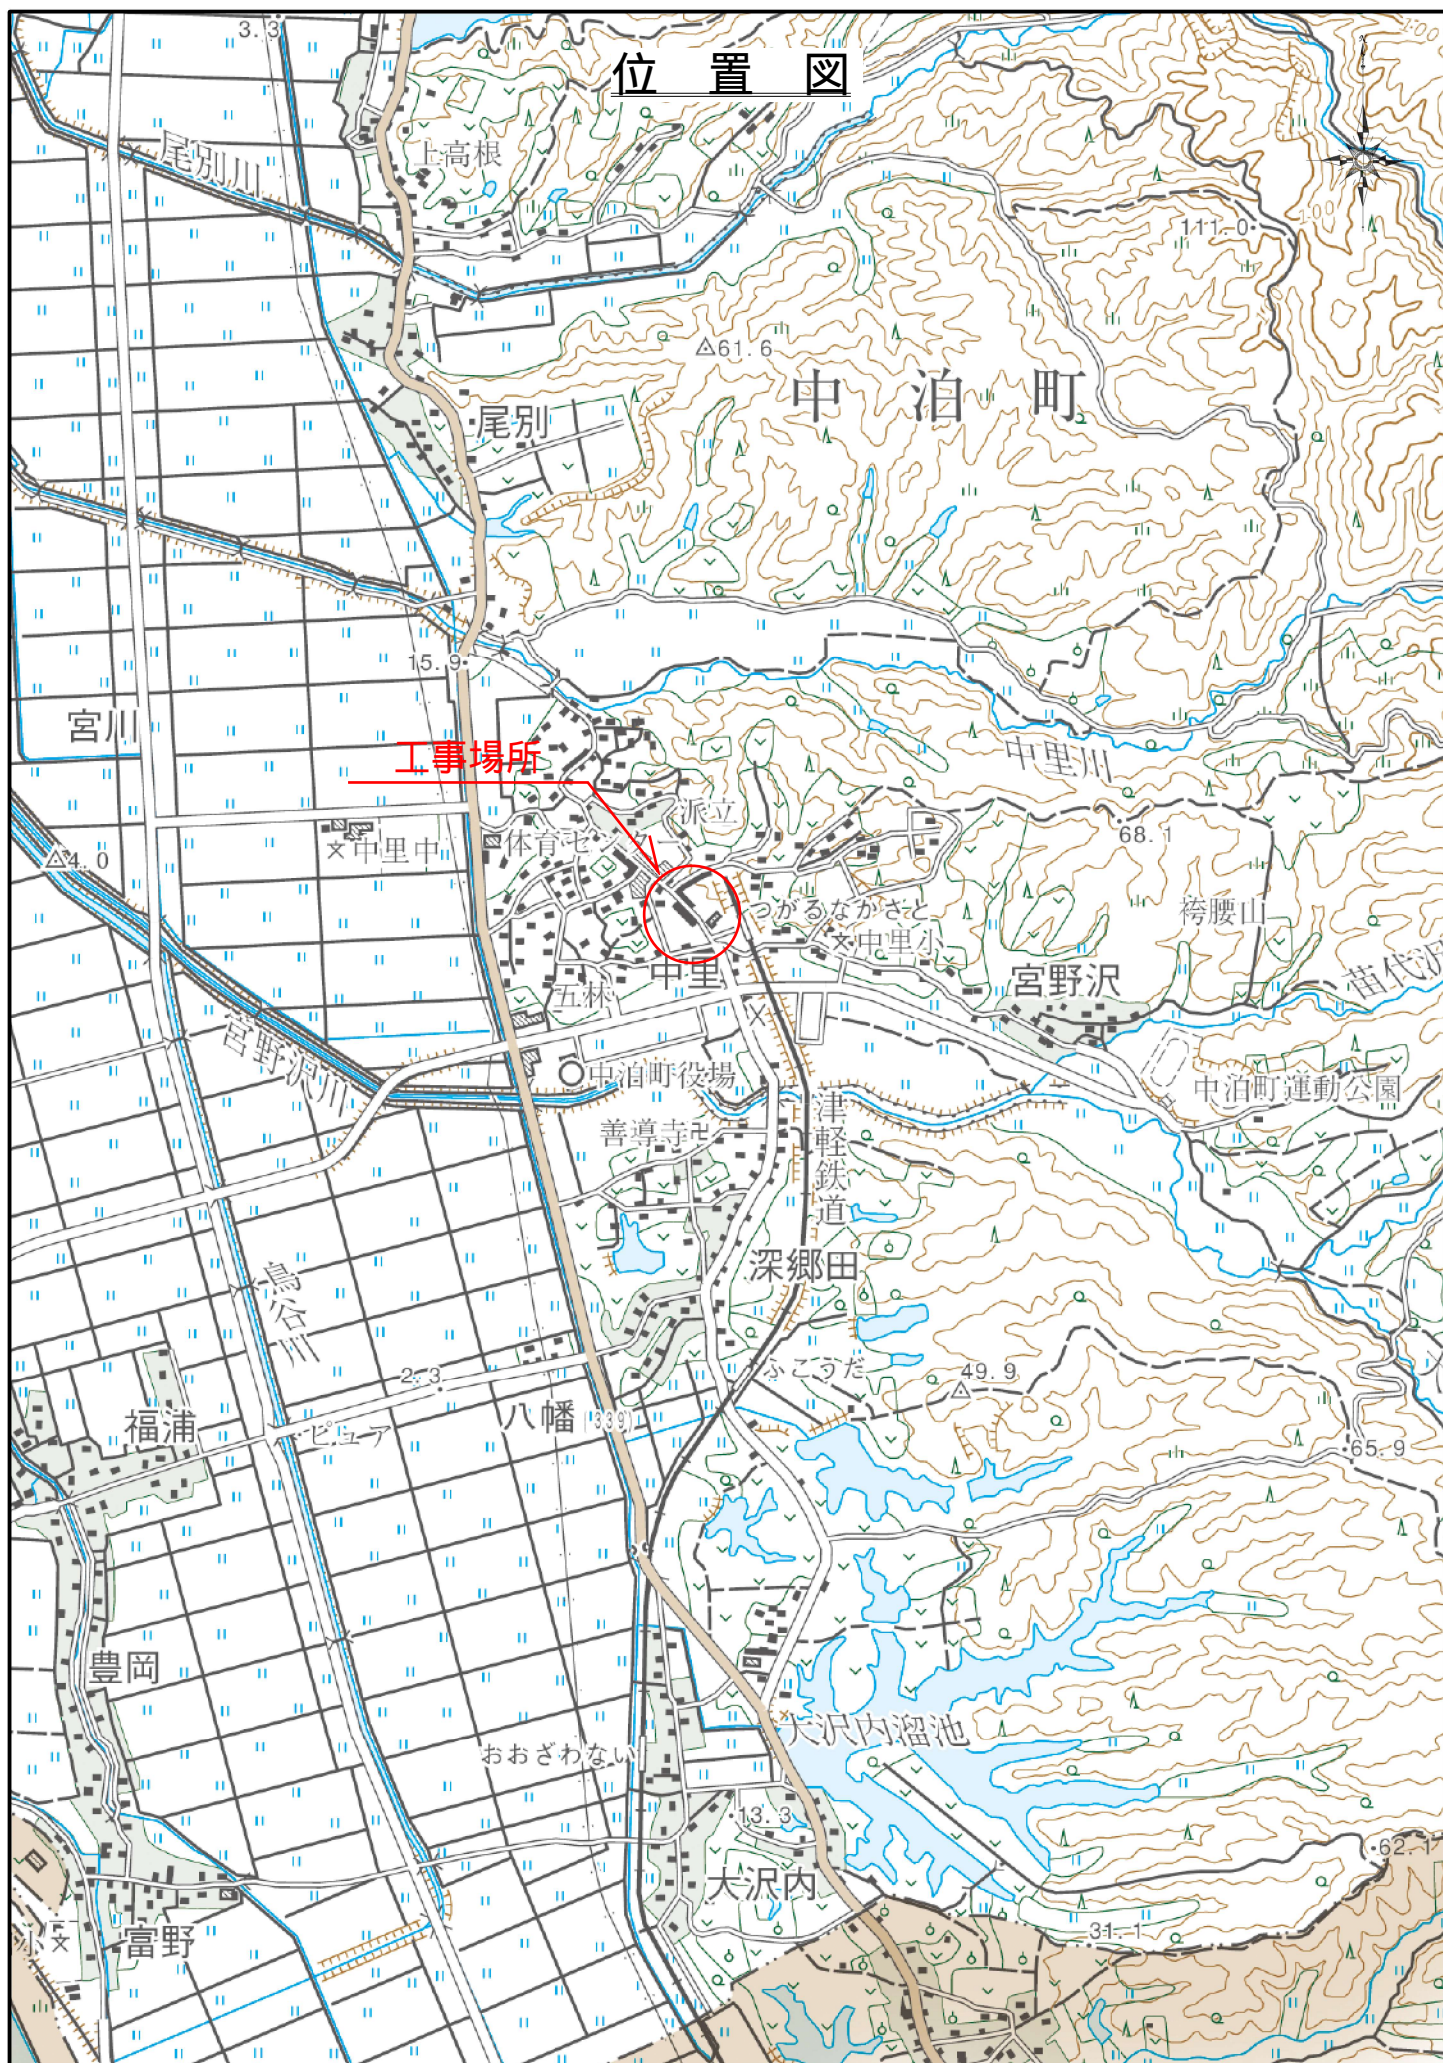 3.3
位 置 図
100
尾別川
上高根
100
111.0
61.6
中 泊 町
尾別
15.9
宮川
中里川
工事場所
派立
68.1
体育センター
中里中
4.0
つがるなかさと
袴腰山
中里小
中里
宮野沢
苗代沢
五林
宮野沢川
中泊町役場
中泊町運動公園
津軽鉄道
善導寺
深郷田
鳥谷川
ふこうだ
49.9
2.3
八幡
(339)
福浦
ピュア
65.9
豊岡
大沢内溜池
おおざわない
13.3
62.1
大沢内
31.1
富野
小